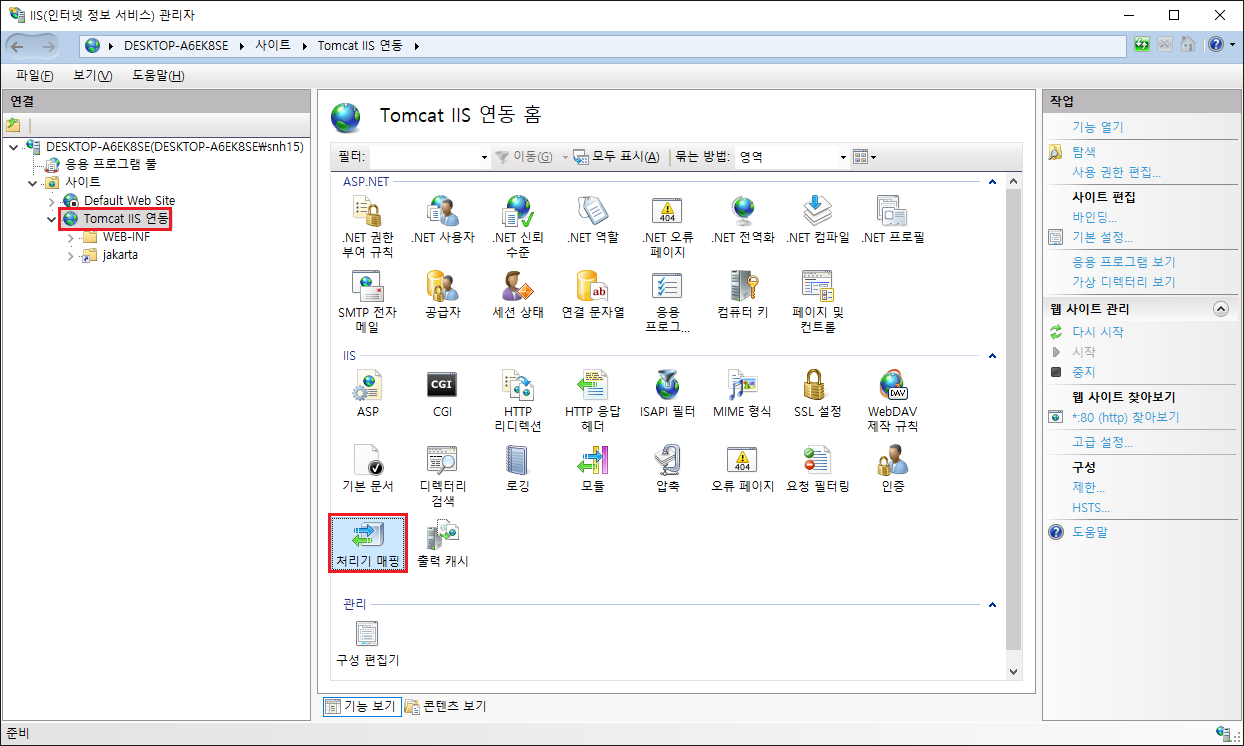 IIS(인터넷 정보 서비스) 관리자
DESKTOP-A6EK8SE ▸ 사이트 ▸ Tomcat IIS 연동 ▸
파일(F) 보기(V) 도움말(H)
연결
DESKTOP-A6EK8SE(DESKTOP-A6EK8SE₩snh15)
응용 프로그램 풀
사이트
Default Web Site
Tomcat IIS 연동
WEB-INF
jakarta
Tomcat IIS 연동 홈
필터: 이동(G) 모두 표시(A) 묶는 방법: 영역
ASP.NET
.NET 권한 부여 규칙
.NET 사용자
.NET 신뢰 수준
.NET 역할
.NET 오류 페이지
.NET 전역화
.NET 컴파일
.NET 프로필
SMTP 전자 메일
공급자
세션 상태
연결 문자열
응용 프로그...
컴퓨터 키
페이지 및 컨트롤
IIS
ASP
CGI
CGI
HTTP 리디렉션
HTTP 응답 헤더
ISAPI 필터
MIME 형식
SSL 설정
DAV
WebDAV 제작 규칙
기본 문서
디렉터리 검색
로깅
모듈
압축
404
오류 페이지
요청 필터링
인증
처리기 매핑
출력 캐시
관리
구성 편집기
기능 보기 콘텐츠 보기
작업
기능 열기
탐색
사용 권한 편집...
사이트 편집
바인딩...
기본 설정...
응용 프로그램 보기
가상 디렉터리 보기
웹 사이트 관리
다시 시작
시작
중지
웹 사이트 찾아보기
*:80 (http) 찾아보기
고급 설정...
구성
제한...
HSTS...
도움말
준비